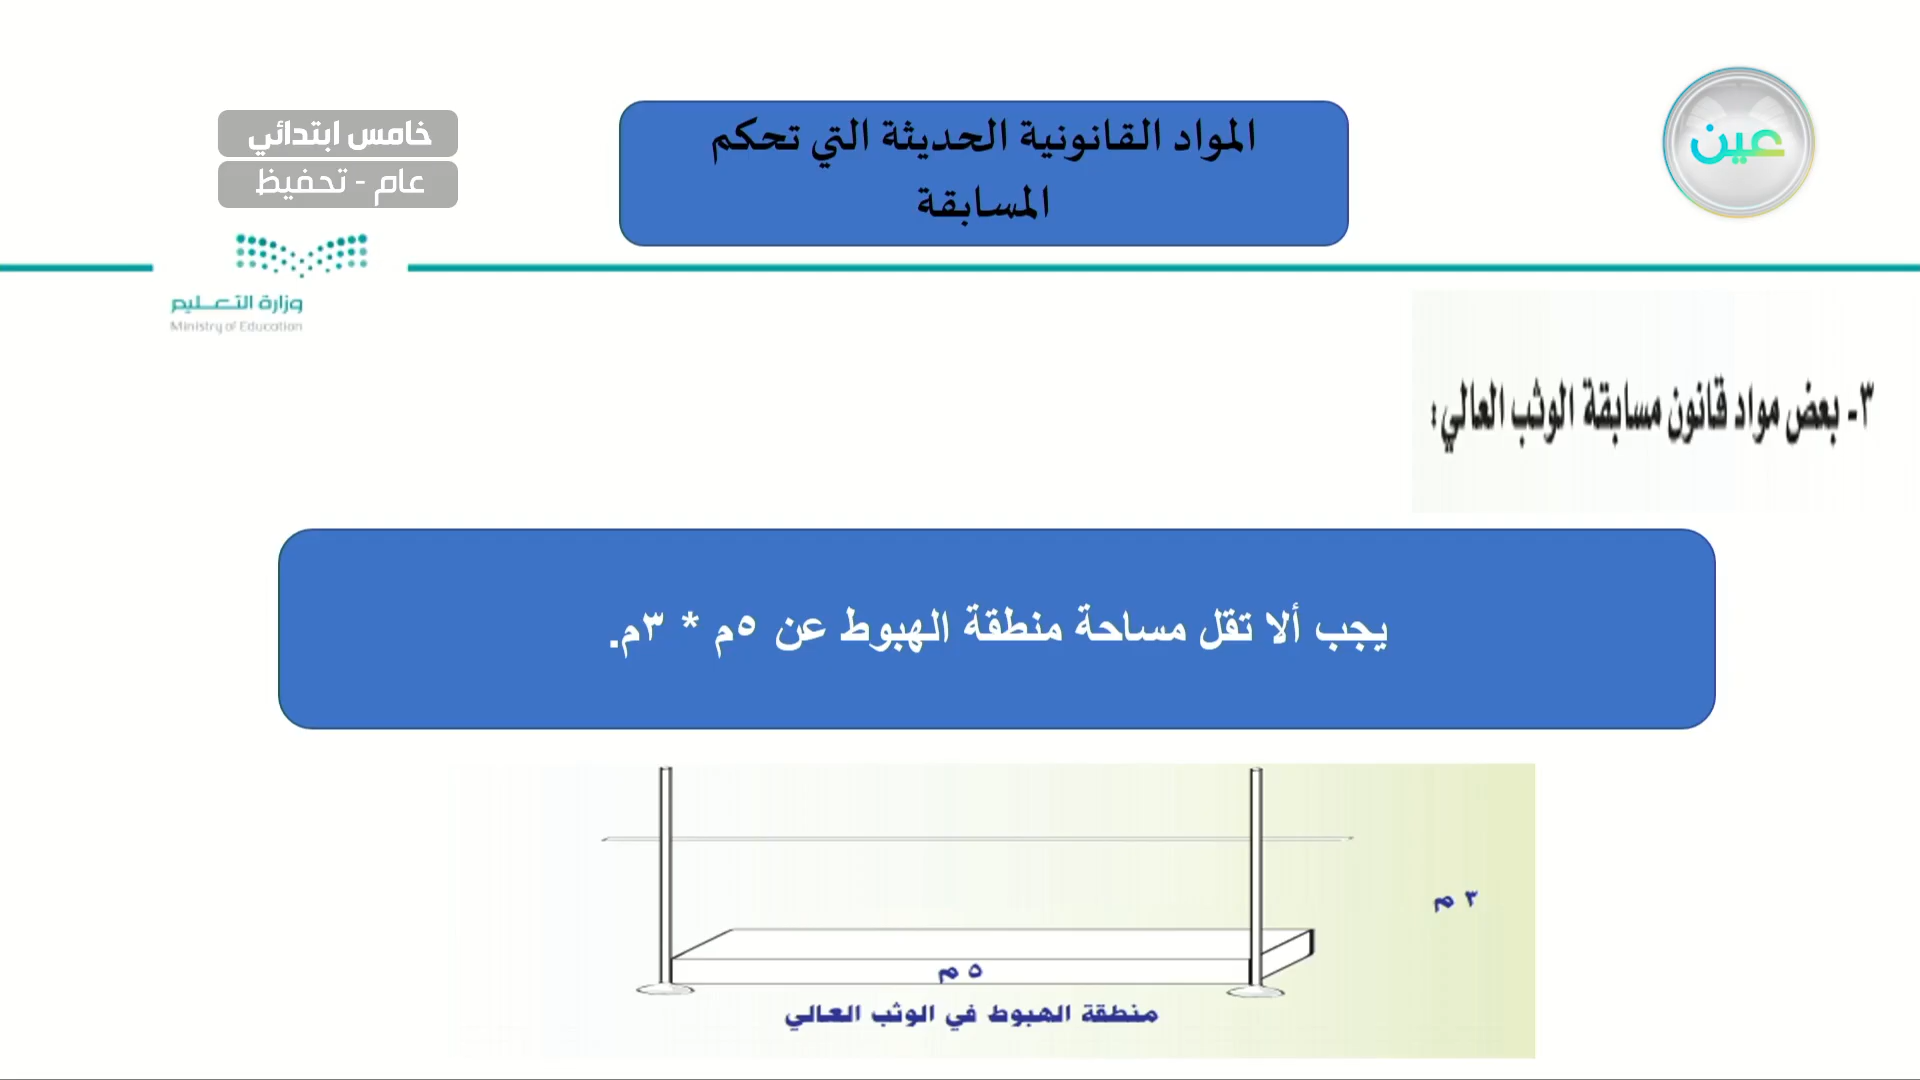 خامس ابتدائي
عام - تحفيظ
المواد القانونية الحديثة التي تحكم
المسابقة
عين
وزارة التعليم
Ministry of Education
٣- بعض مواد قانون مسابقة الوثب العالي:
يجب ألا تقل مساحة منطقة الهبوط عن ٥م * ٣م.
٣ م
٥ م
منطقة الهبوط في الوثب العالي